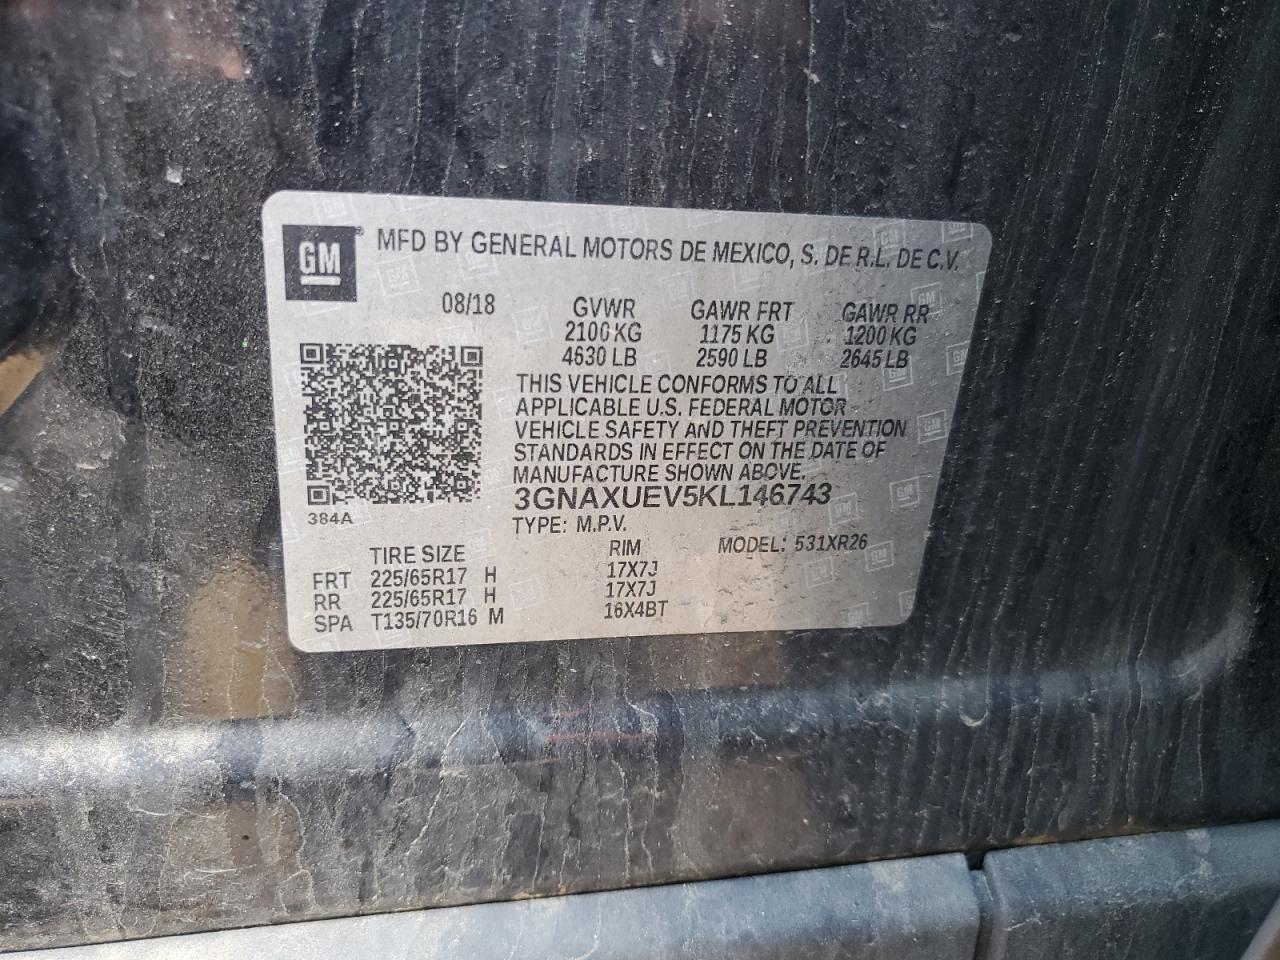 GM ® MFD BY GENERAL MOTORS DE MEXICO, S. DE R.L. DE C.V.
08/18 GVWR GAWR FRT GAWR RR
2100 KG 1175 KG 1200 KG
4630 LB 2590 LB 2645 LB
THIS VEHICLE CONFORMS TO ALL
APPLICABLE U.S. FEDERAL MOTOR
VEHICLE SAFETY AND THEFT PREVENTION
STANDARDS IN EFFECT ON THE DATE OF
MANUFACTURE SHOWN ABOVE.
3GNAXUEV5KL146743
384A
TYPE: M.P.V.
TIRE SIZE RIM MODEL: 531XR26
FRT 225/65R17 H 17X7J
RR 225/65R17 H 17X7J
SPA T135/70R16 M 16X4BT